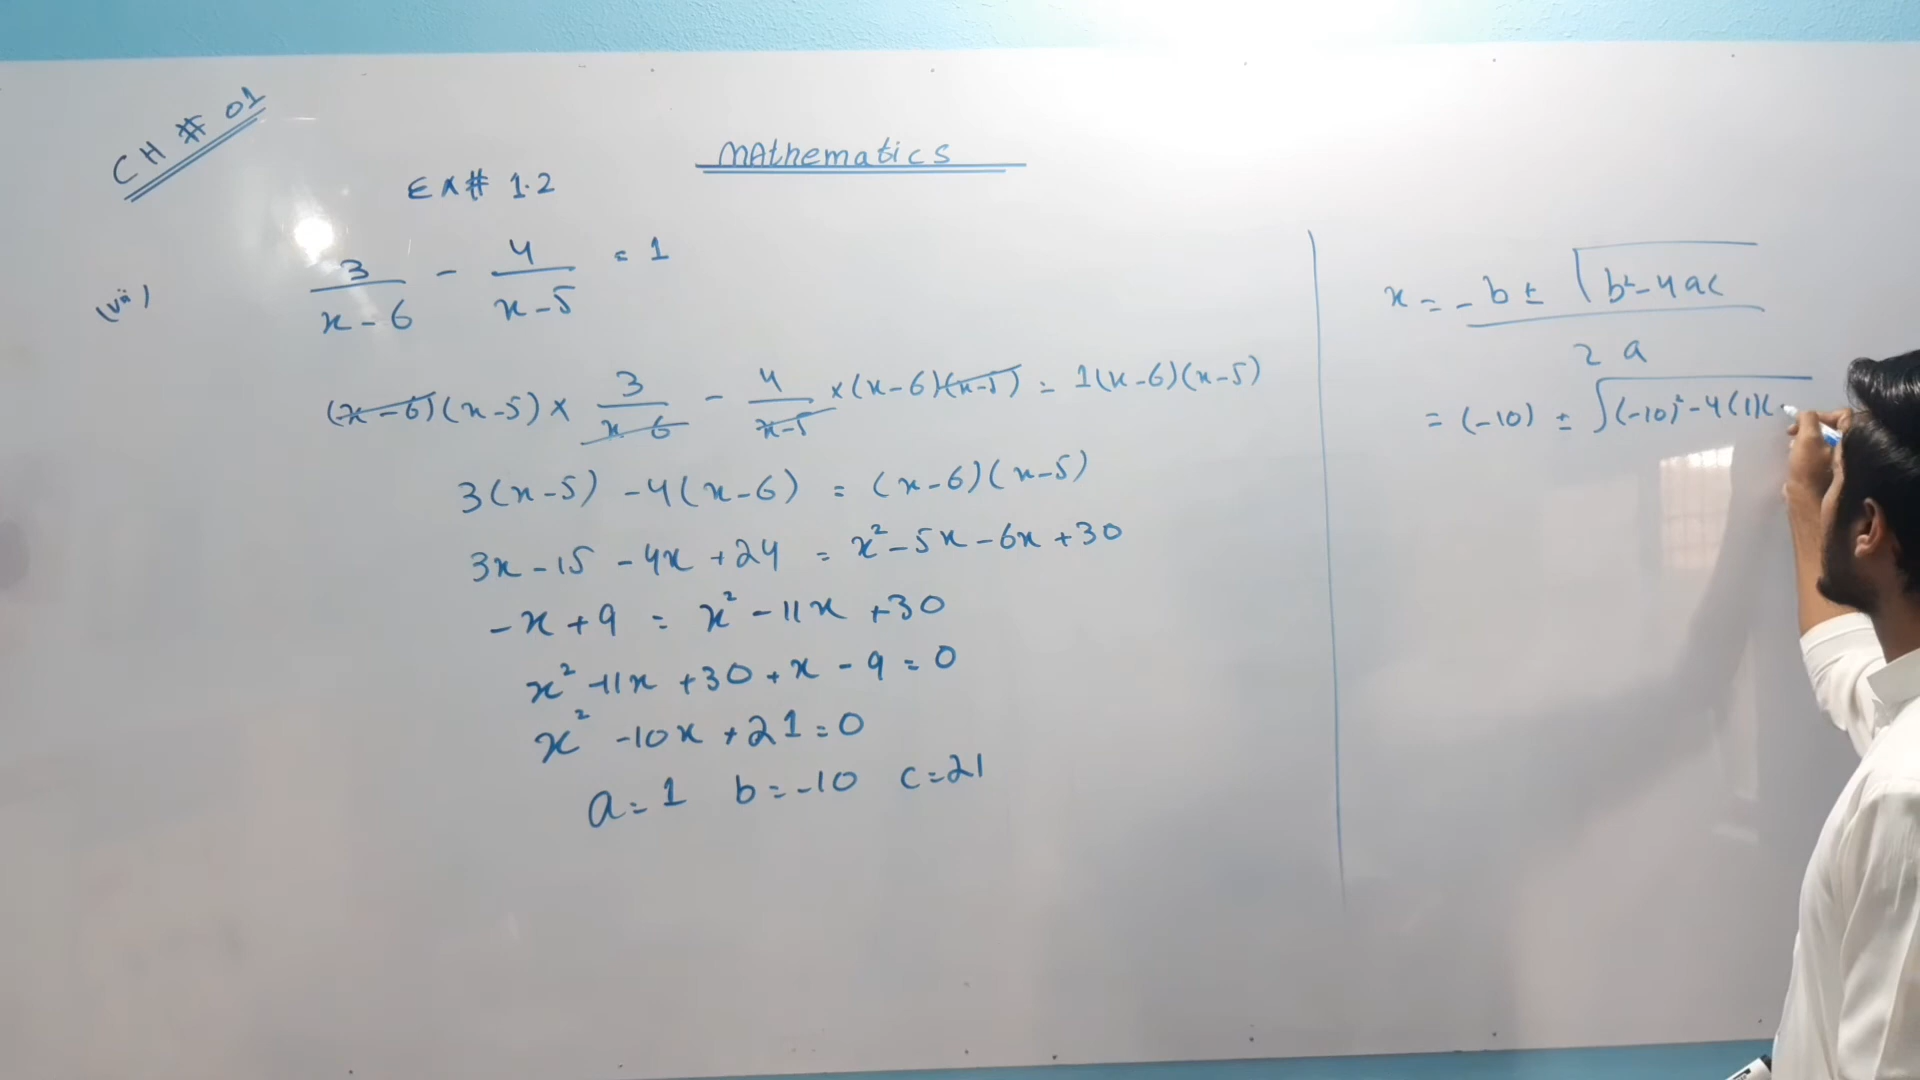 CH # 01
MAthematics
EX# 1.2
(vii) 3/(x-6) - 4/(x-5) = 1
(x-6)(x-5) × 3/(x-6) - 4/(x-5) ×(x-6)(x-5) = 1(x-6)(x-5)
3(x-5) -4(x-6) = (x-6)(x-5)
3x-15 -4x +24 = x²-5x-6x+30
-x+9 = x²-11x+30
x²-11x+30+x-9=0
x²-10x+21=0
a=1 b=-10 c=21
x = (-b ± √(b²-4ac))/2a
= (-10) ± √(-10)²-4(1)(